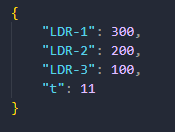 {
"LDR-1": 300,
"LDR-2": 200,
"LDR-3": 100,
"t": 11
}